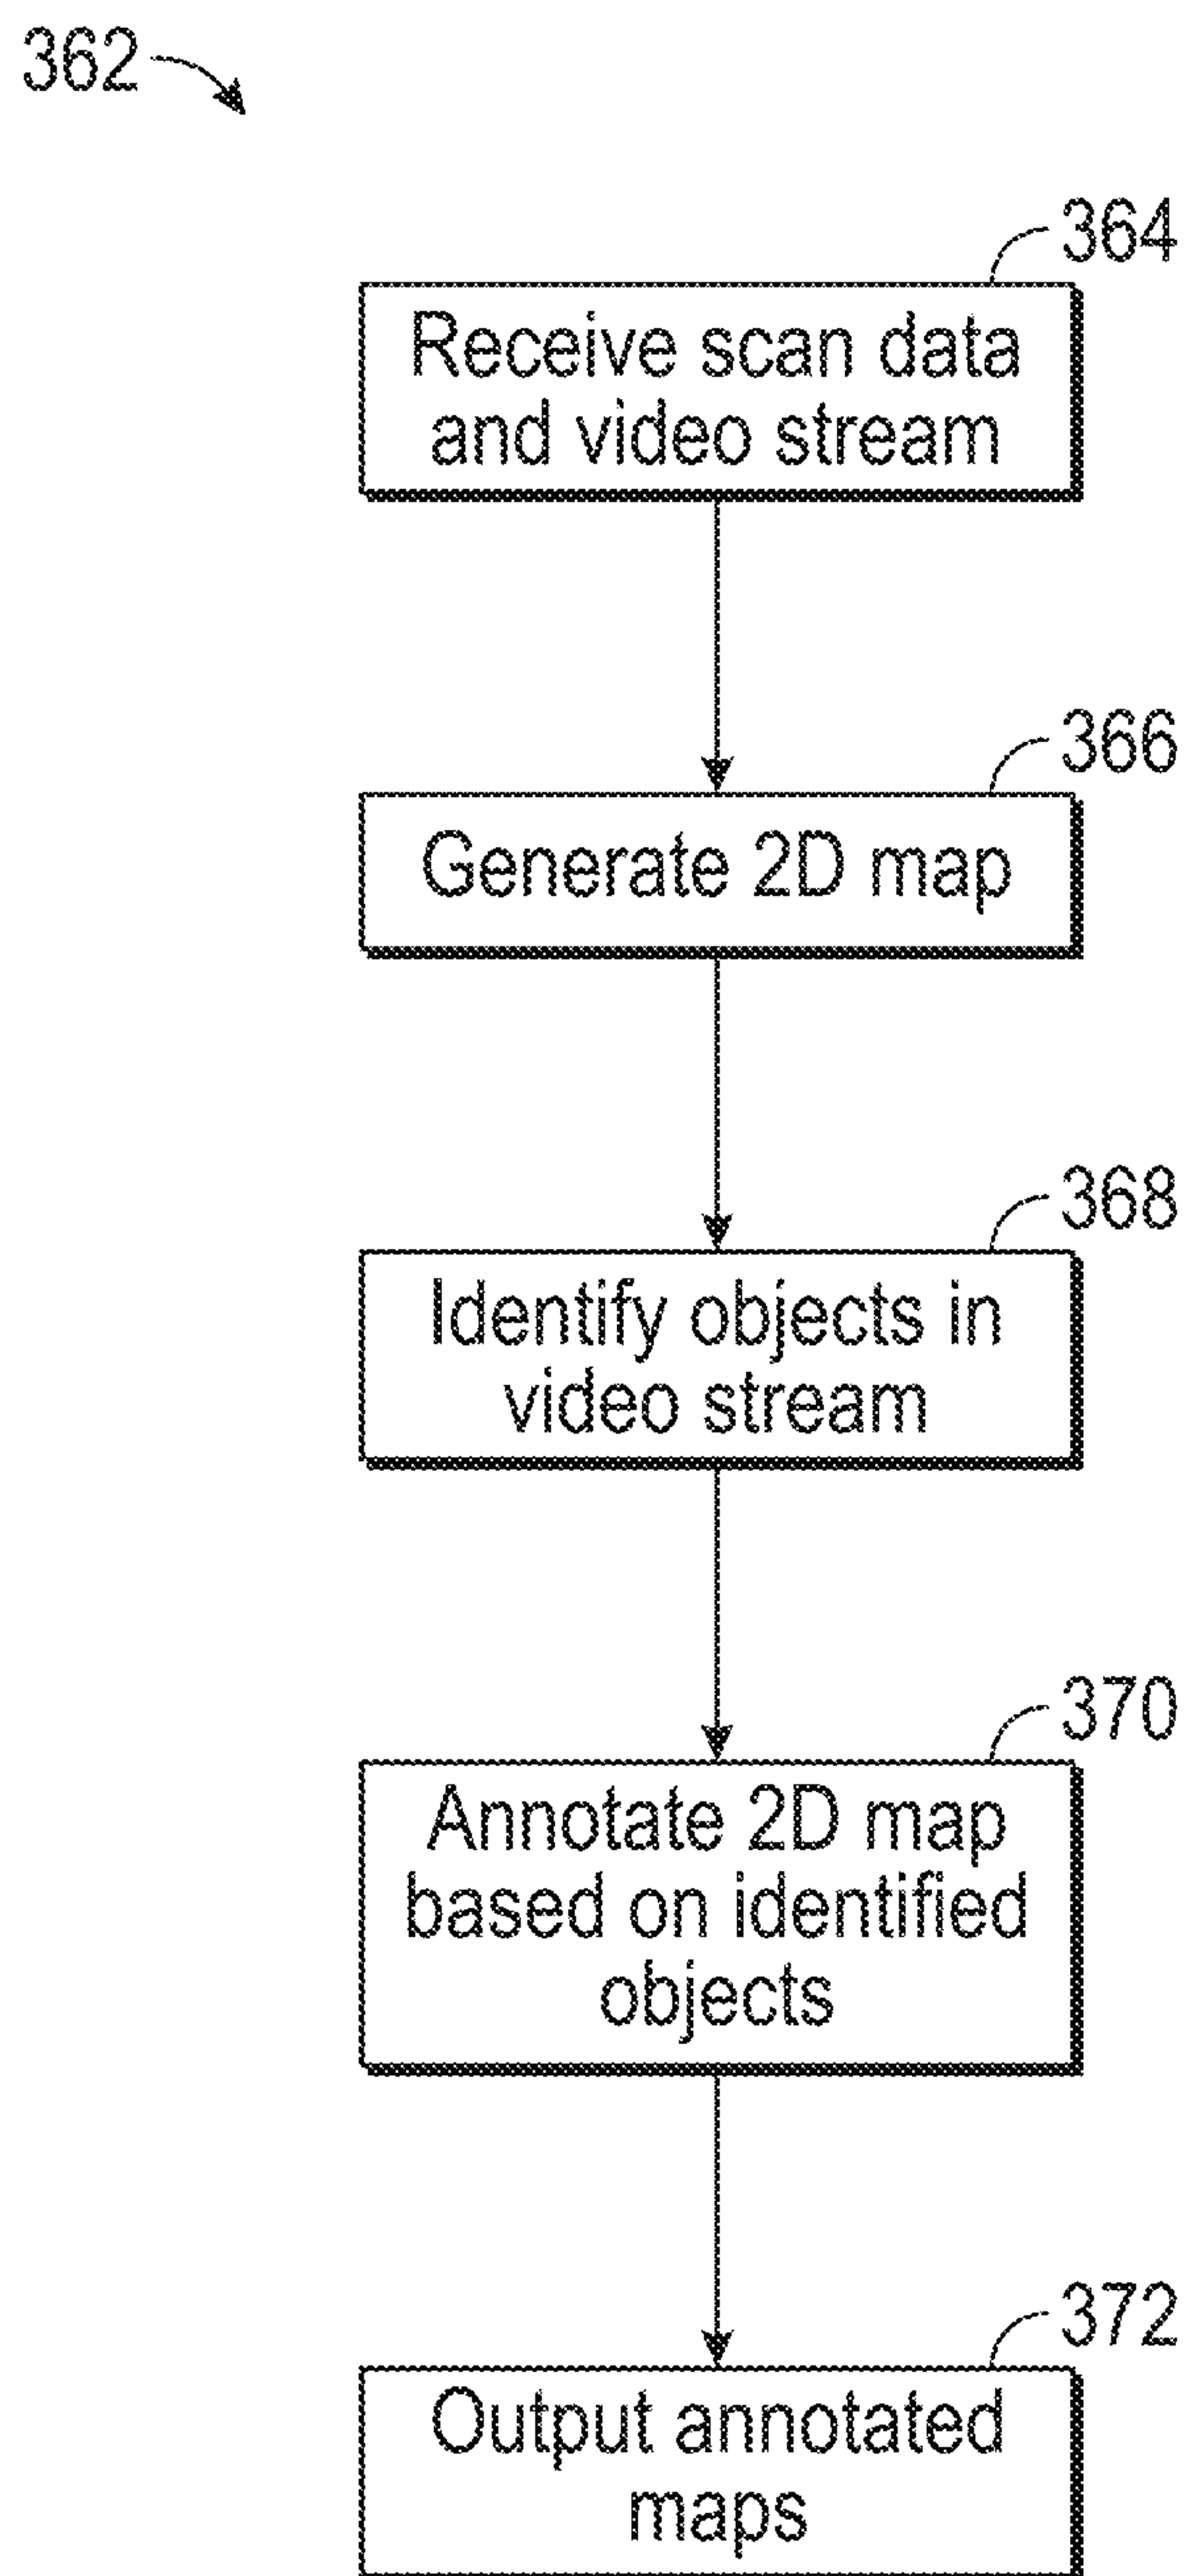 362
364
Receive scan data
and video stream
366
Generate 2D map
368
Identify objects in
video stream
370
Annotate 2D map
based on identified
objects
372
Output annotated
maps